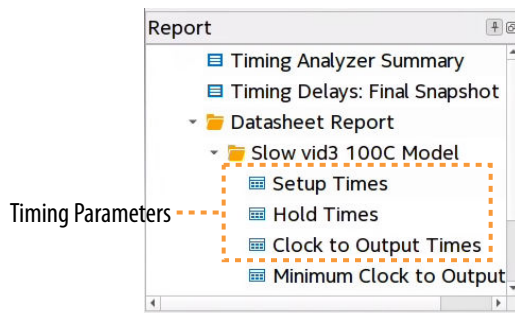 Report
Timing Analyzer Summary
Timing Delays: Final Snapshot
Datasheet Report
Slow vid3 100C Model
Setup Times
Timing Parameters
Hold Times
Clock to Output Times
Minimum Clock to Output